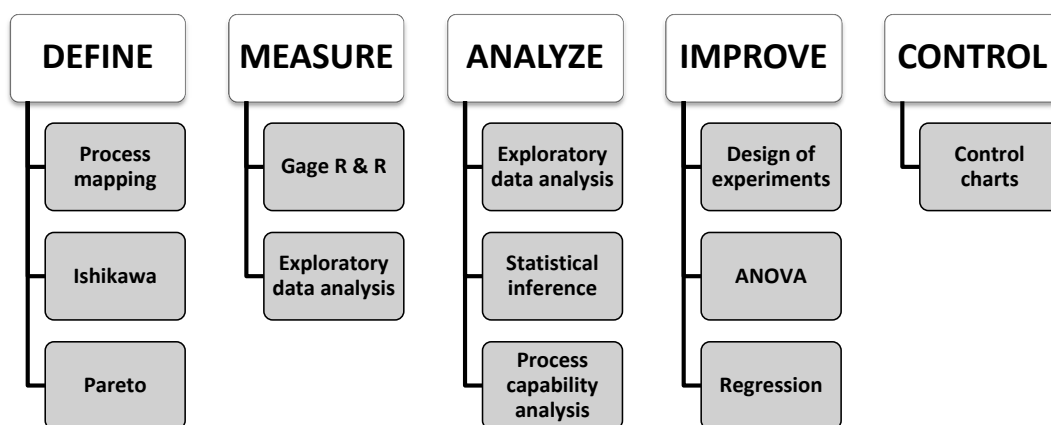 DEFINE
Process
mapping
Ishikawa
Pareto
MEASURE
Gage R & R
Exploratory
data analysis
ANALYZE
Exploratory
data analysis
Statistical
inference
Process
capability
analysis
IMPROVE
Design of
experiments
ANOVA
Regression
CONTROL
Control
charts